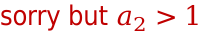 sorry but a₂ > 1